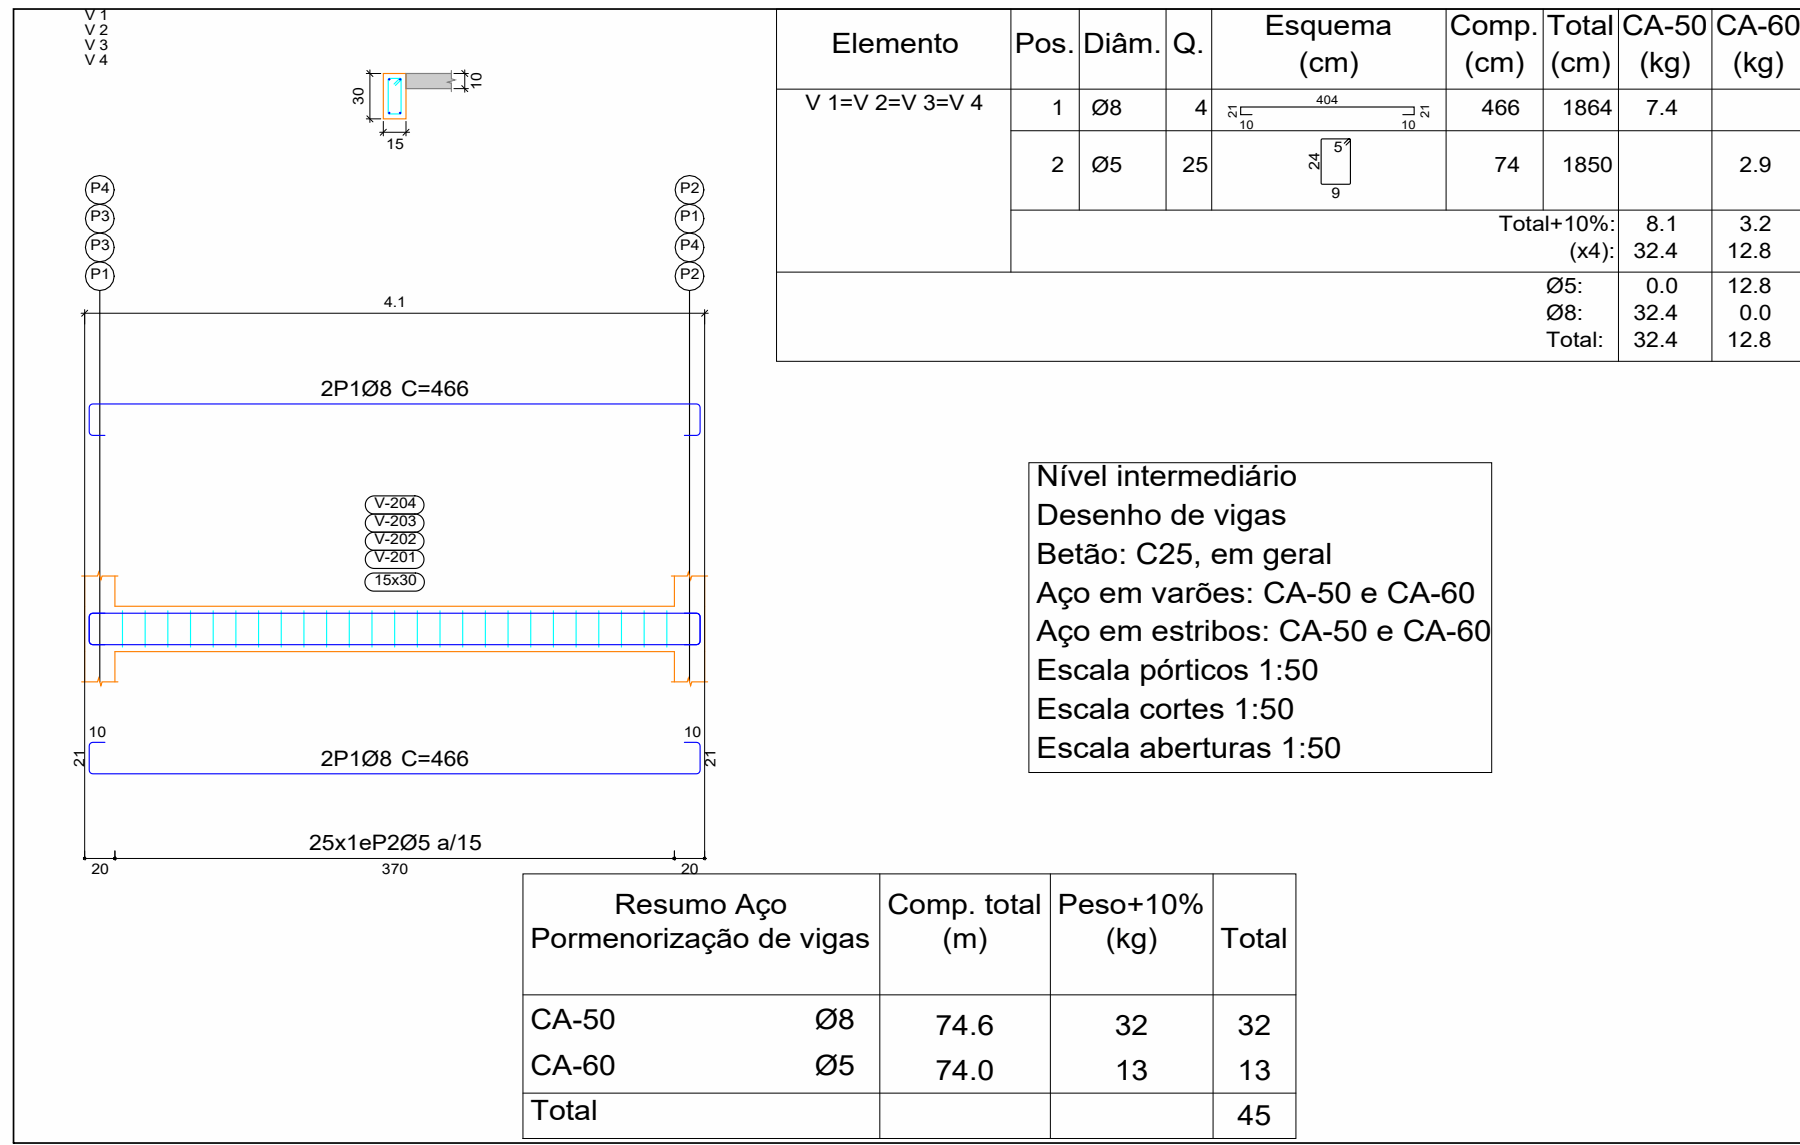 V 1
V 2
V 3
V 4
30
10
15
P4
P3
P3
P1
P2
P1
P4
P2
4.1
2P1Ø8 C=466
V-204
V-203
V-202
V-201
15x30
10
10
21
21
2P1Ø8 C=466
25x1eP2Ø5 a/15
20 370 20
Elemento Pos. Diâm. Q. Esquema (cm) Comp. (cm) Total (cm) CA-50 (kg) CA-60 (kg)
V 1=V 2=V 3=V 4 1 Ø8 4 21 10 404 10 21 466 1864 7.4
2 Ø5 25 24 5 9 74 1850 2.9
Total+10%: 8.1 3.2
(x4): 32.4 12.8
Ø5: 0.0 12.8
Ø8: 32.4 0.0
Total: 32.4 12.8
Nível intermediário
Desenho de vigas
Betão: C25, em geral
Aço em varões: CA-50 e CA-60
Aço em estribos: CA-50 e CA-60
Escala pórticos 1:50
Escala cortes 1:50
Escala aberturas 1:50
Resumo Aço Comp. total Peso+10%
Pormenorização de vigas (m) (kg) Total
CA-50 Ø8 74.6 32 32
CA-60 Ø5 74.0 13 13
Total 45